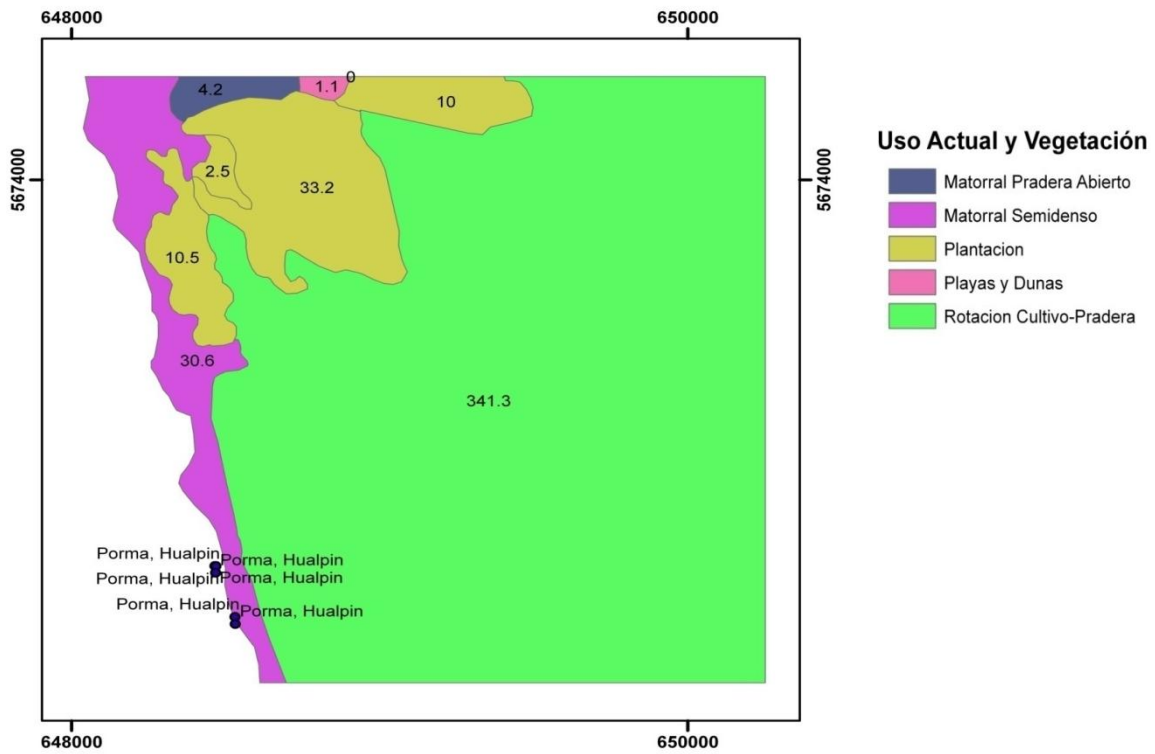 648000
650000
0
4.2
1.1
10
Uso Actual y Vegetación
5674000
5674000
Matorral Pradera Abierto
2.5
33.2
Matorral Semidenso
Plantacion
10.5
Playas y Dunas
Rotacion Cultivo-Pradera
30.6
341.3
Porma, Hualpin
Porma, Hualpin
Porma, Hualpin
Porma, Hualpin
Porma, Hualpin
Porma, Hualpin
648000
650000